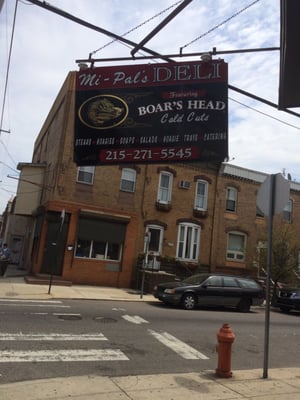 Mi-Pal's DELI
Featuring
BOAR'S HEAD
Cold Cuts
STEAKS · HOAGIES · SOUPS · SALADS · HOAGIE TRAYS · CATERING
215-271-5545